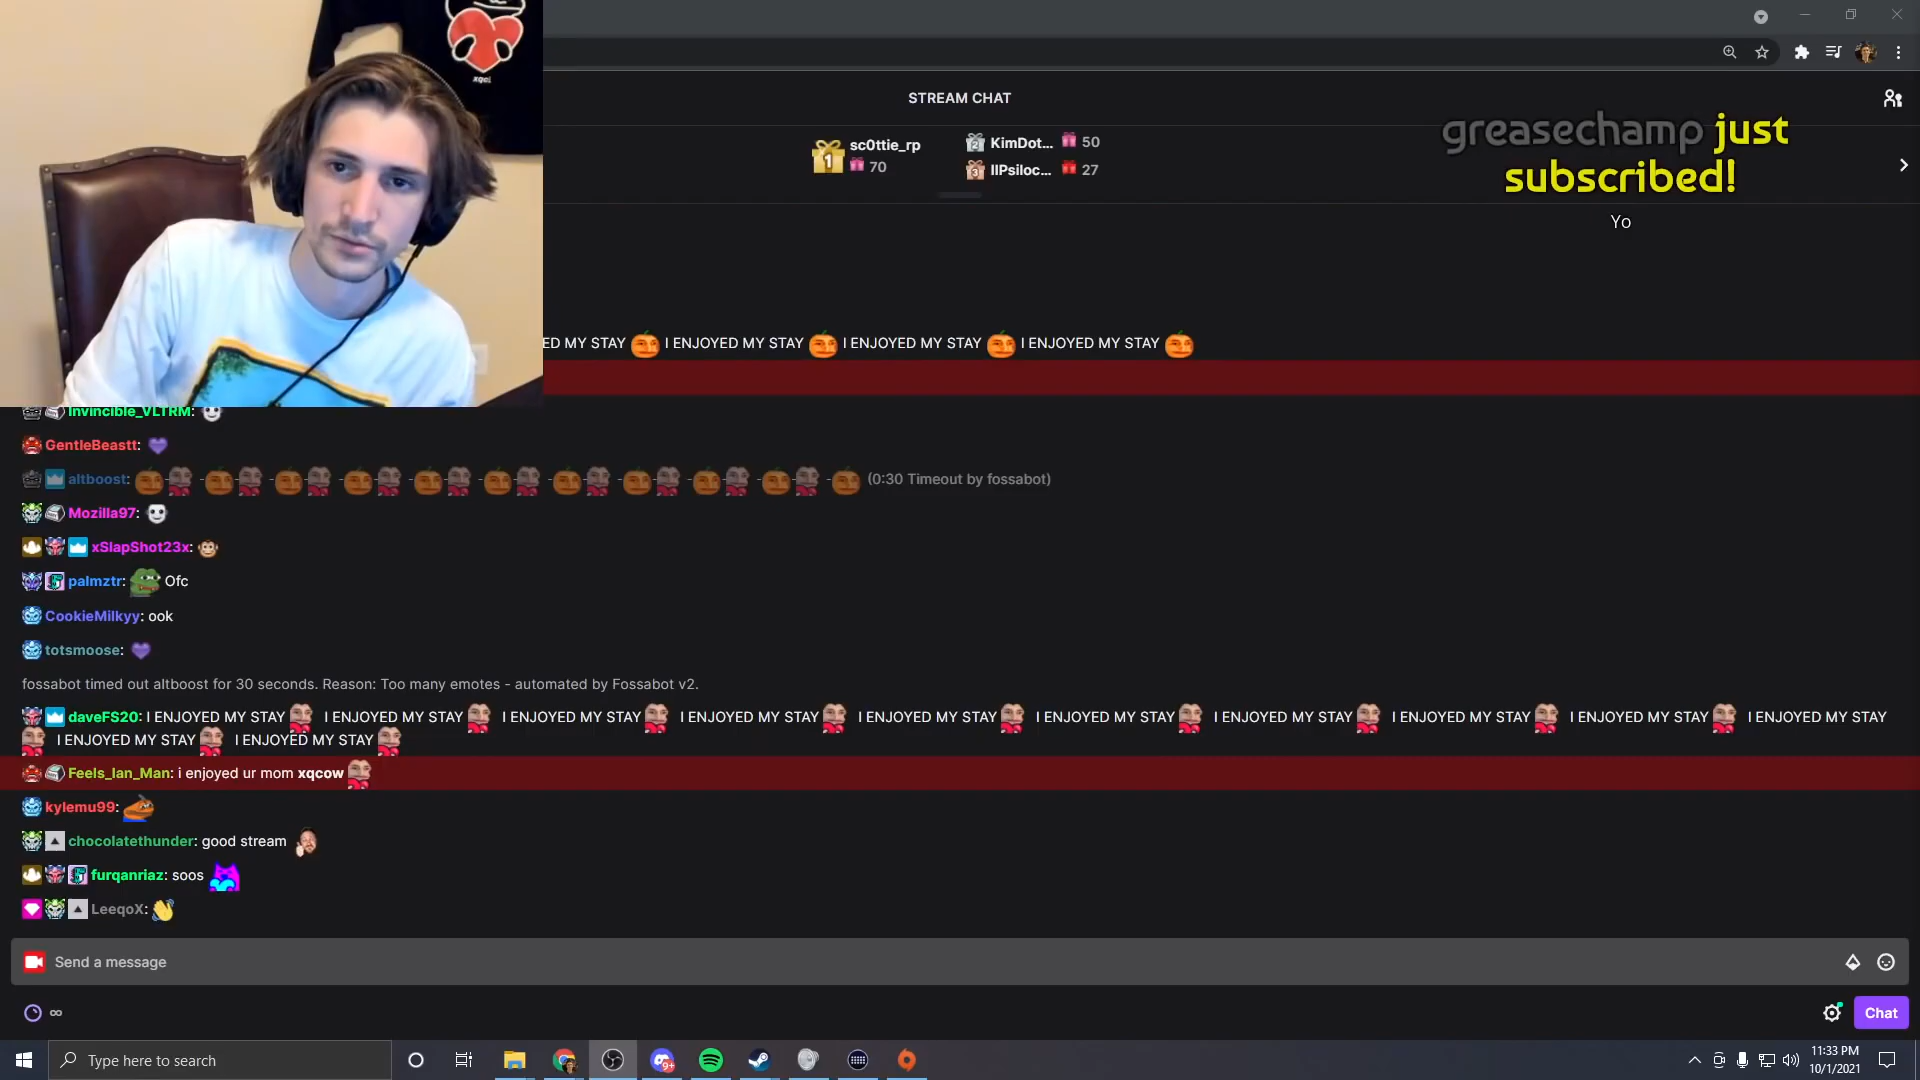 xqcl
STREAM CHAT
greasechamp just
subscribed!
Yo
1 sc0ttie_rp
70
2 KimDot... 50
3 IIPsiloc... 27
ED MY STAY I ENJOYED MY STAY I ENJOYED MY STAY I ENJOYED MY STAY
Invincible_VLTRM:
GentleBeastt:
altboost: - - - - - - - - - - - - - - - - - - - - (0:30 Timeout by fossabot)
Mozilla97:
xSlapShot23x:
palmztr: Ofc
CookieMilkyy: ook
totsmoose:
fossabot timed out altboost for 30 seconds. Reason: Too many emotes - automated by Fossabot v2.
daveFS20: I ENJOYED MY STAY I ENJOYED MY STAY I ENJOYED MY STAY I ENJOYED MY STAY I ENJOYED MY STAY I ENJOYED MY STAY I ENJOYED MY STAY I ENJOYED MY STAY I ENJOYED MY STAY I ENJOYED MY STAY
I ENJOYED MY STAY I ENJOYED MY STAY
Feels_Ian_Man: i enjoyed ur mom xqcow
kylemu99:
chocolatethunder: good stream
furqanriaz: soos
LeeqoX:
Send a message
∞
Chat
Type here to search
9+
11:33 PM
10/1/2021